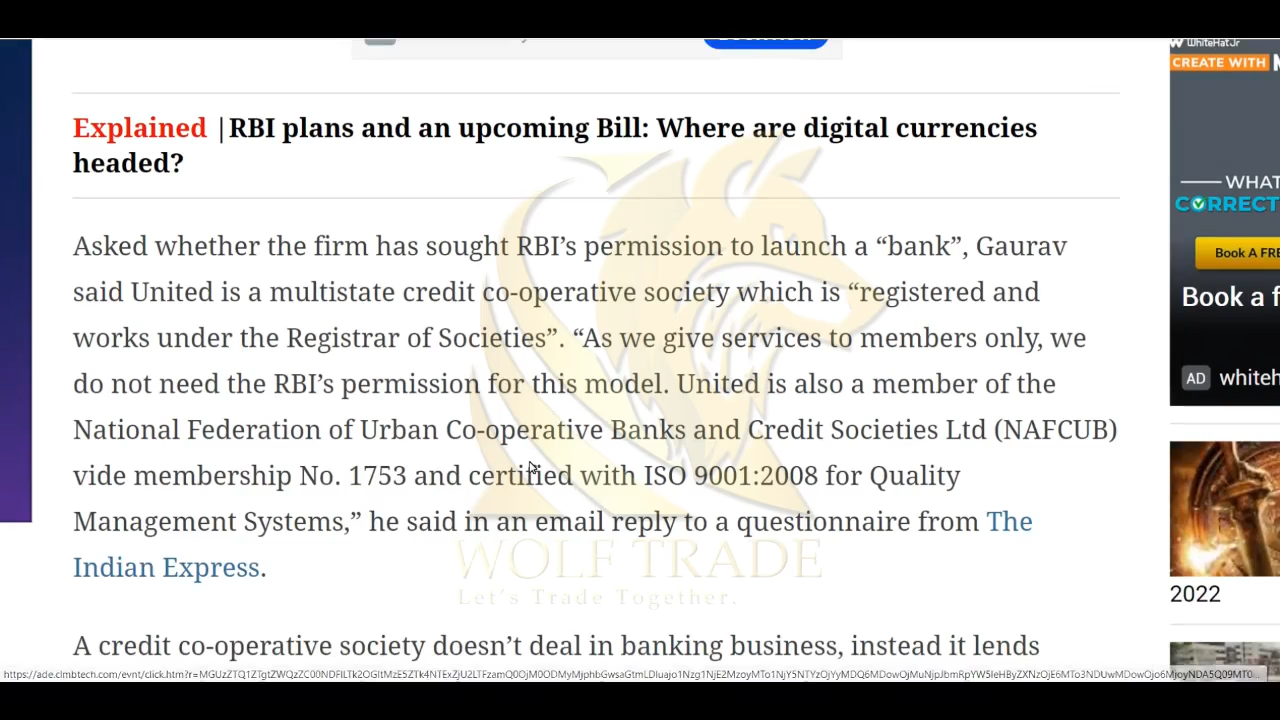 WhiteHatJr
CREATE WITH
Explained |RBI plans and an upcoming Bill: Where are digital currencies
headed?
WHAT
CORRECT
Asked whether the firm has sought RBI’s permission to launch a “bank”, Gaurav
said United is a multistate credit co-operative society which is “registered and
works under the Registrar of Societies”. “As we give services to members only, we
do not need the RBI’s permission for this model. United is also a member of the
National Federation of Urban Co-operative Banks and Credit Societies Ltd (NAFCUB)
vide membership No. 1753 and certified with ISO 9001:2008 for Quality
Management Systems,” he said in an email reply to a questionnaire from The
Indian Express.
A credit co-operative society doesn’t deal in banking business, instead it lends
Book A FRE
Book a f
AD whiteh
WOLF TRADE
Let's Trade Together.
2022